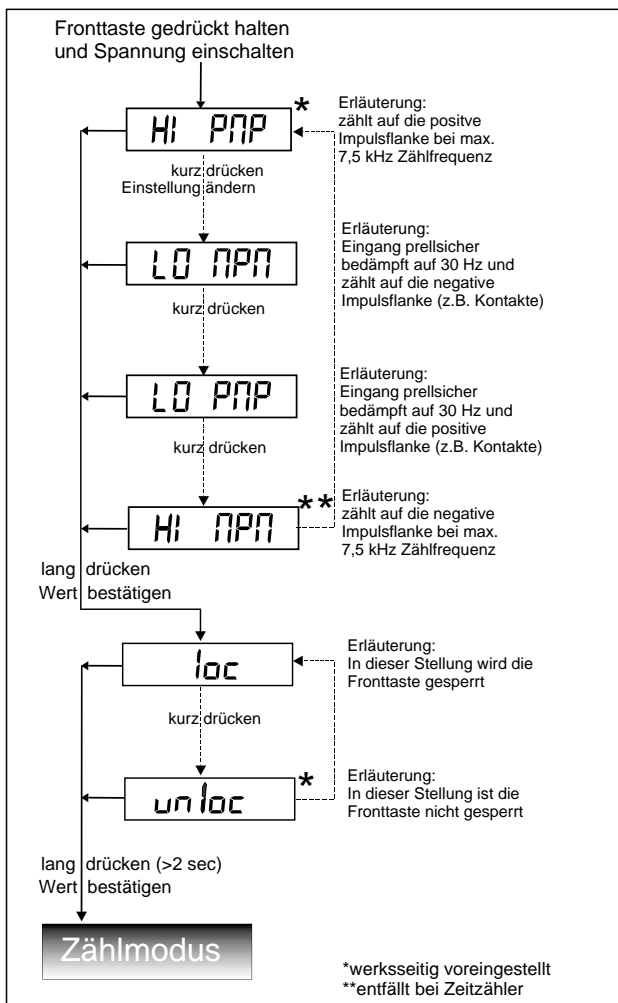 Fronttaste gedrückt halten
und Spannung einschalten
HI PNP
*
Erläuterung:
zählt auf die positve
Impulsflanke bei max.
7,5 kHz Zählfrequenz
kurz drücken
Einstellung ändern
LO NPN
Erläuterung:
Eingang prellsicher
bedämpft auf 30 Hz und
zählt auf die negative
Impulsflanke (z.B. Kontakte)
kurz drücken
LO PNP
Erläuterung:
Eingang prellsicher
bedämpft auf 30 Hz und
zählt auf die positive
Impulsflanke (z.B. Kontakte)
kurz drücken
HI NPN
**
Erläuterung:
zählt auf die negative
Impulsflanke bei max.
7,5 kHz Zählfrequenz
lang drücken
Wert bestätigen
loc
Erläuterung:
In dieser Stellung wird die
Fronttaste gesperrt
kurz drücken
unloc
*
Erläuterung:
In dieser Stellung ist die
Fronttaste nicht gesperrt
lang drücken (>2 sec)
Wert bestätigen
Zählmodus
*werksseitig voreingestellt
**entfällt bei Zeitzähler